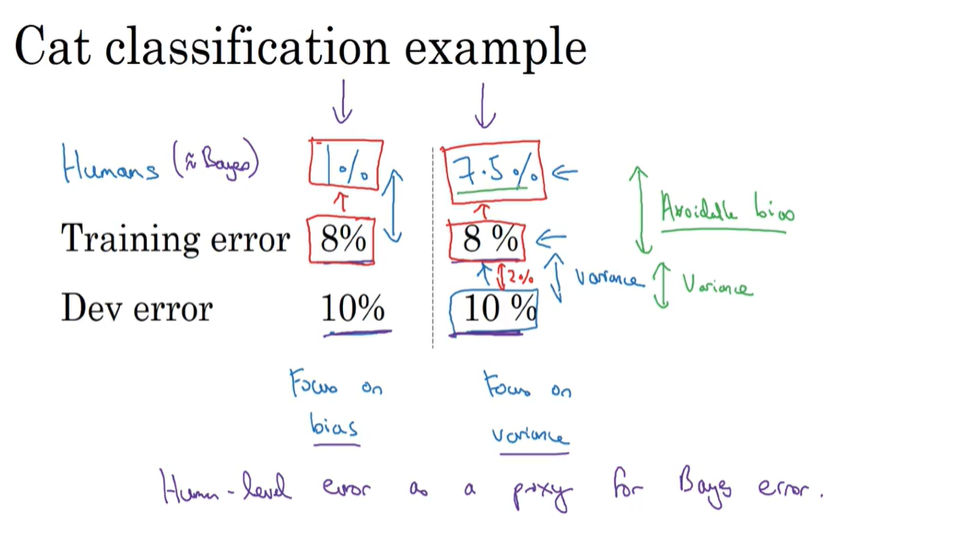 Cat classification example
Humans (≈ Bayes) 1% 7.5%
Training error 8% 8 % Avoidable bias
2% Variance Variance
Dev error 10% 10 %
Focus on Focus on
bias variance
Human-level error as a proxy for Bayes error.